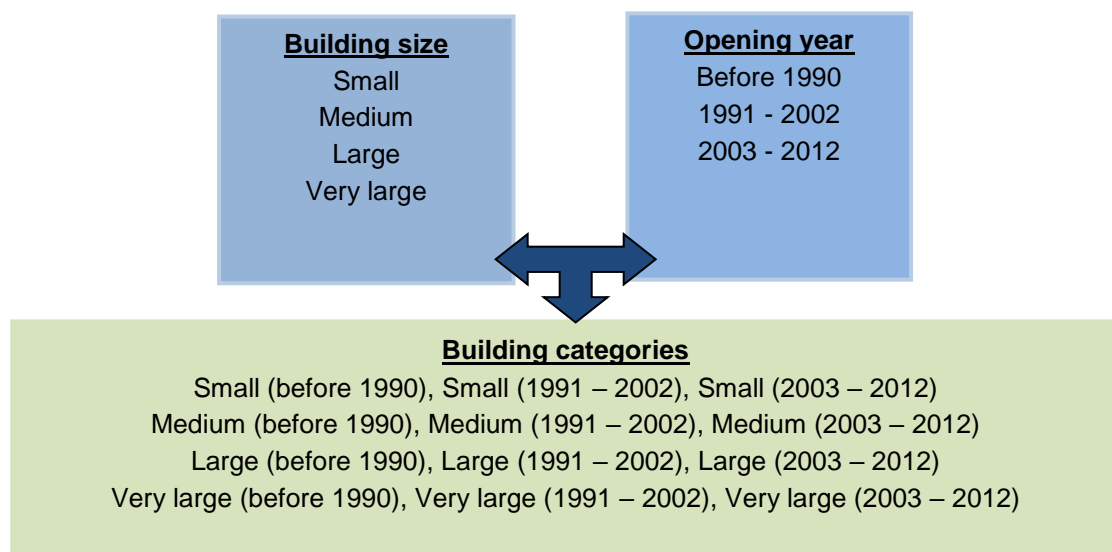 Building size
Small
Medium
Large
Very large
Opening year
Before 1990
1991 - 2002
2003 - 2012
Building categories
Small (before 1990), Small (1991 – 2002), Small (2003 – 2012)
Medium (before 1990), Medium (1991 – 2002), Medium (2003 – 2012)
Large (before 1990), Large (1991 – 2002), Large (2003 – 2012)
Very large (before 1990), Very large (1991 – 2002), Very large (2003 – 2012)